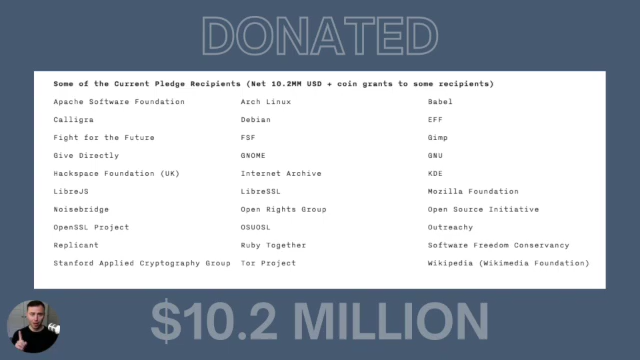 DONATED
Some of the Current Pledge Recipients (Net 10.2MM USD + coin grants to some recipients)
Apache Software Foundation Arch Linux Babel
Calligra Debian EFF
Fight for the Future FSF Gimp
Give Directly GNOME GNU
Hackspace Foundation (UK) Internet Archive KDE
LibreJS LibreSSL Mozilla Foundation
Noisebridge Open Rights Group Open Source Initiative
OpenSSL Project OSUOSL Outreachy
Replicant Ruby Together Software Freedom Conservancy
Stanford Applied Cryptography Group Tor Project Wikipedia (Wikimedia Foundation)
$10.2 MILLION